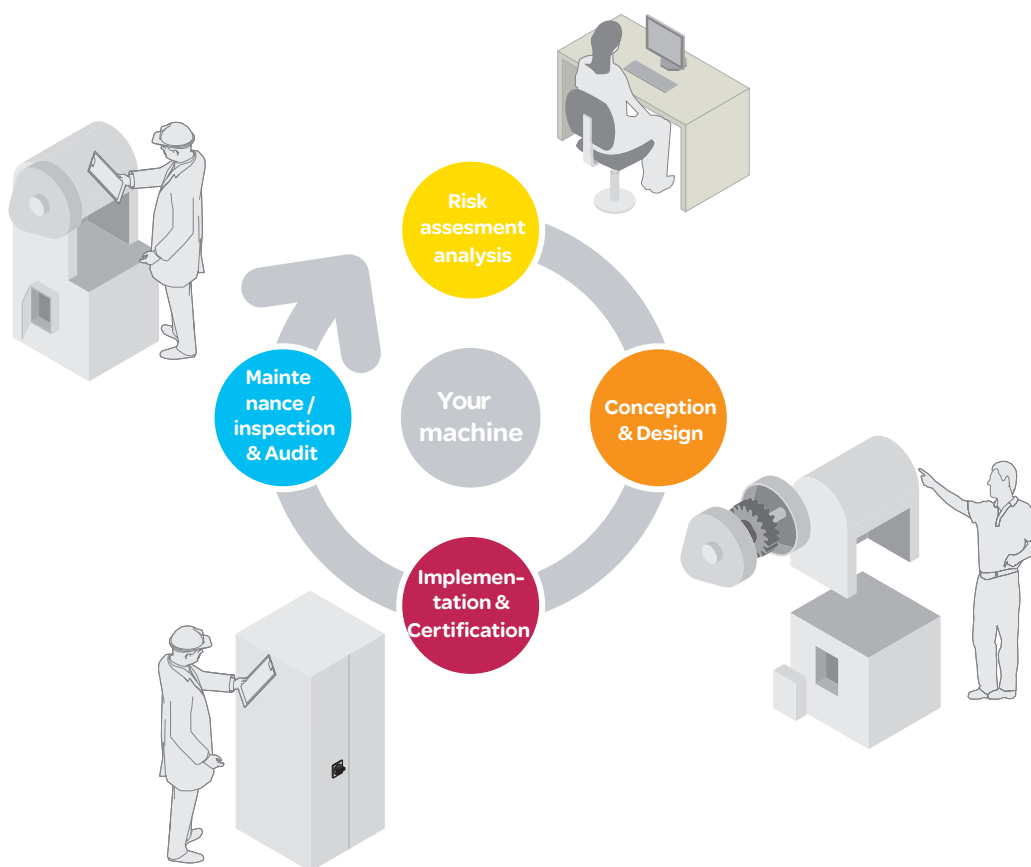 Risk
assesment
analysis
Mainte
nance /
inspection
& Audit
Your
machine
Conception
& Design
Implemen-
tation &
Certification